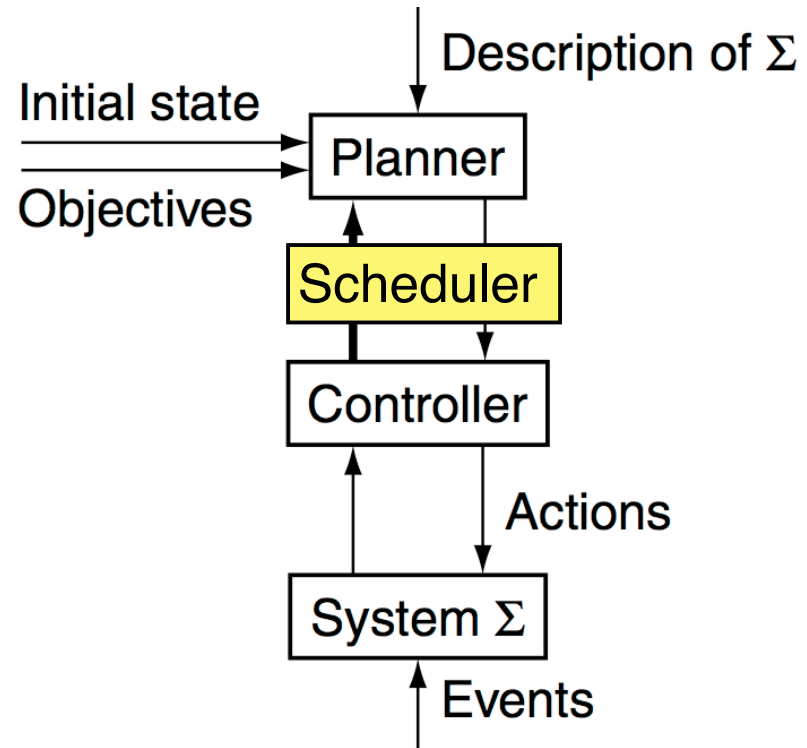 Description of Σ
Initial state
Planner
Objectives
Scheduler
Controller
Actions
System Σ
Events